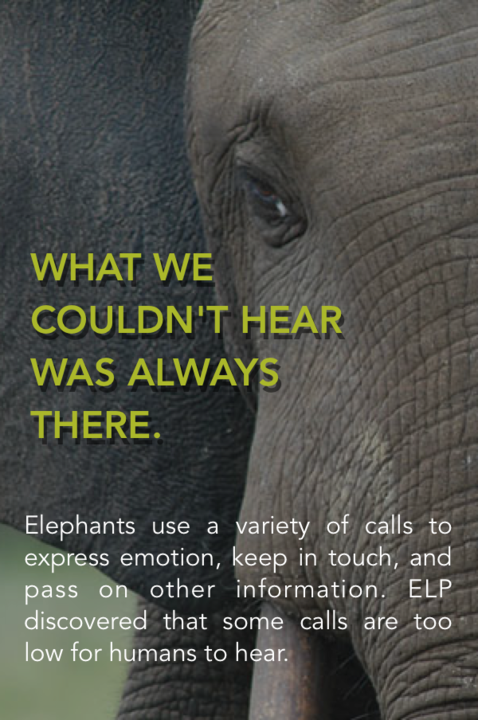 WHAT WE
COULDN'T HEAR
WAS ALWAYS
THERE.
Elephants use a variety of calls to
express emotion, keep in touch, and
pass on other information. ELP
discovered that some calls are too
low for humans to hear.